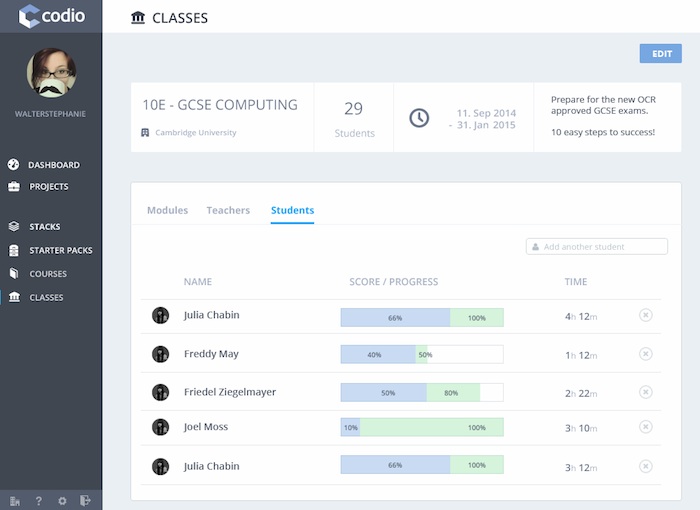 codio
CLASSES
WALTERSTEPHANIE
DASHBOARD
PROJECTS
STACKS
STARTER PACKS
COURSES
CLASSES
EDIT
10E - GCSE COMPUTING
Cambridge University
29
Students
11. Sep 2014
- 31. Jan 2015
Prepare for the new OCR
approved GCSE exams.
10 easy steps to success!
Modules Teachers Students
Add another student
NAME SCORE / PROGRESS TIME
Julia Chabin 66% 100% 4h 12m
Freddy May 40% 50% 1h 12m
Friedel Ziegelmayer 50% 80% 2h 22m
Joel Moss 10% 100% 3h 10m
Julia Chabin 66% 100% 3h 12m
?